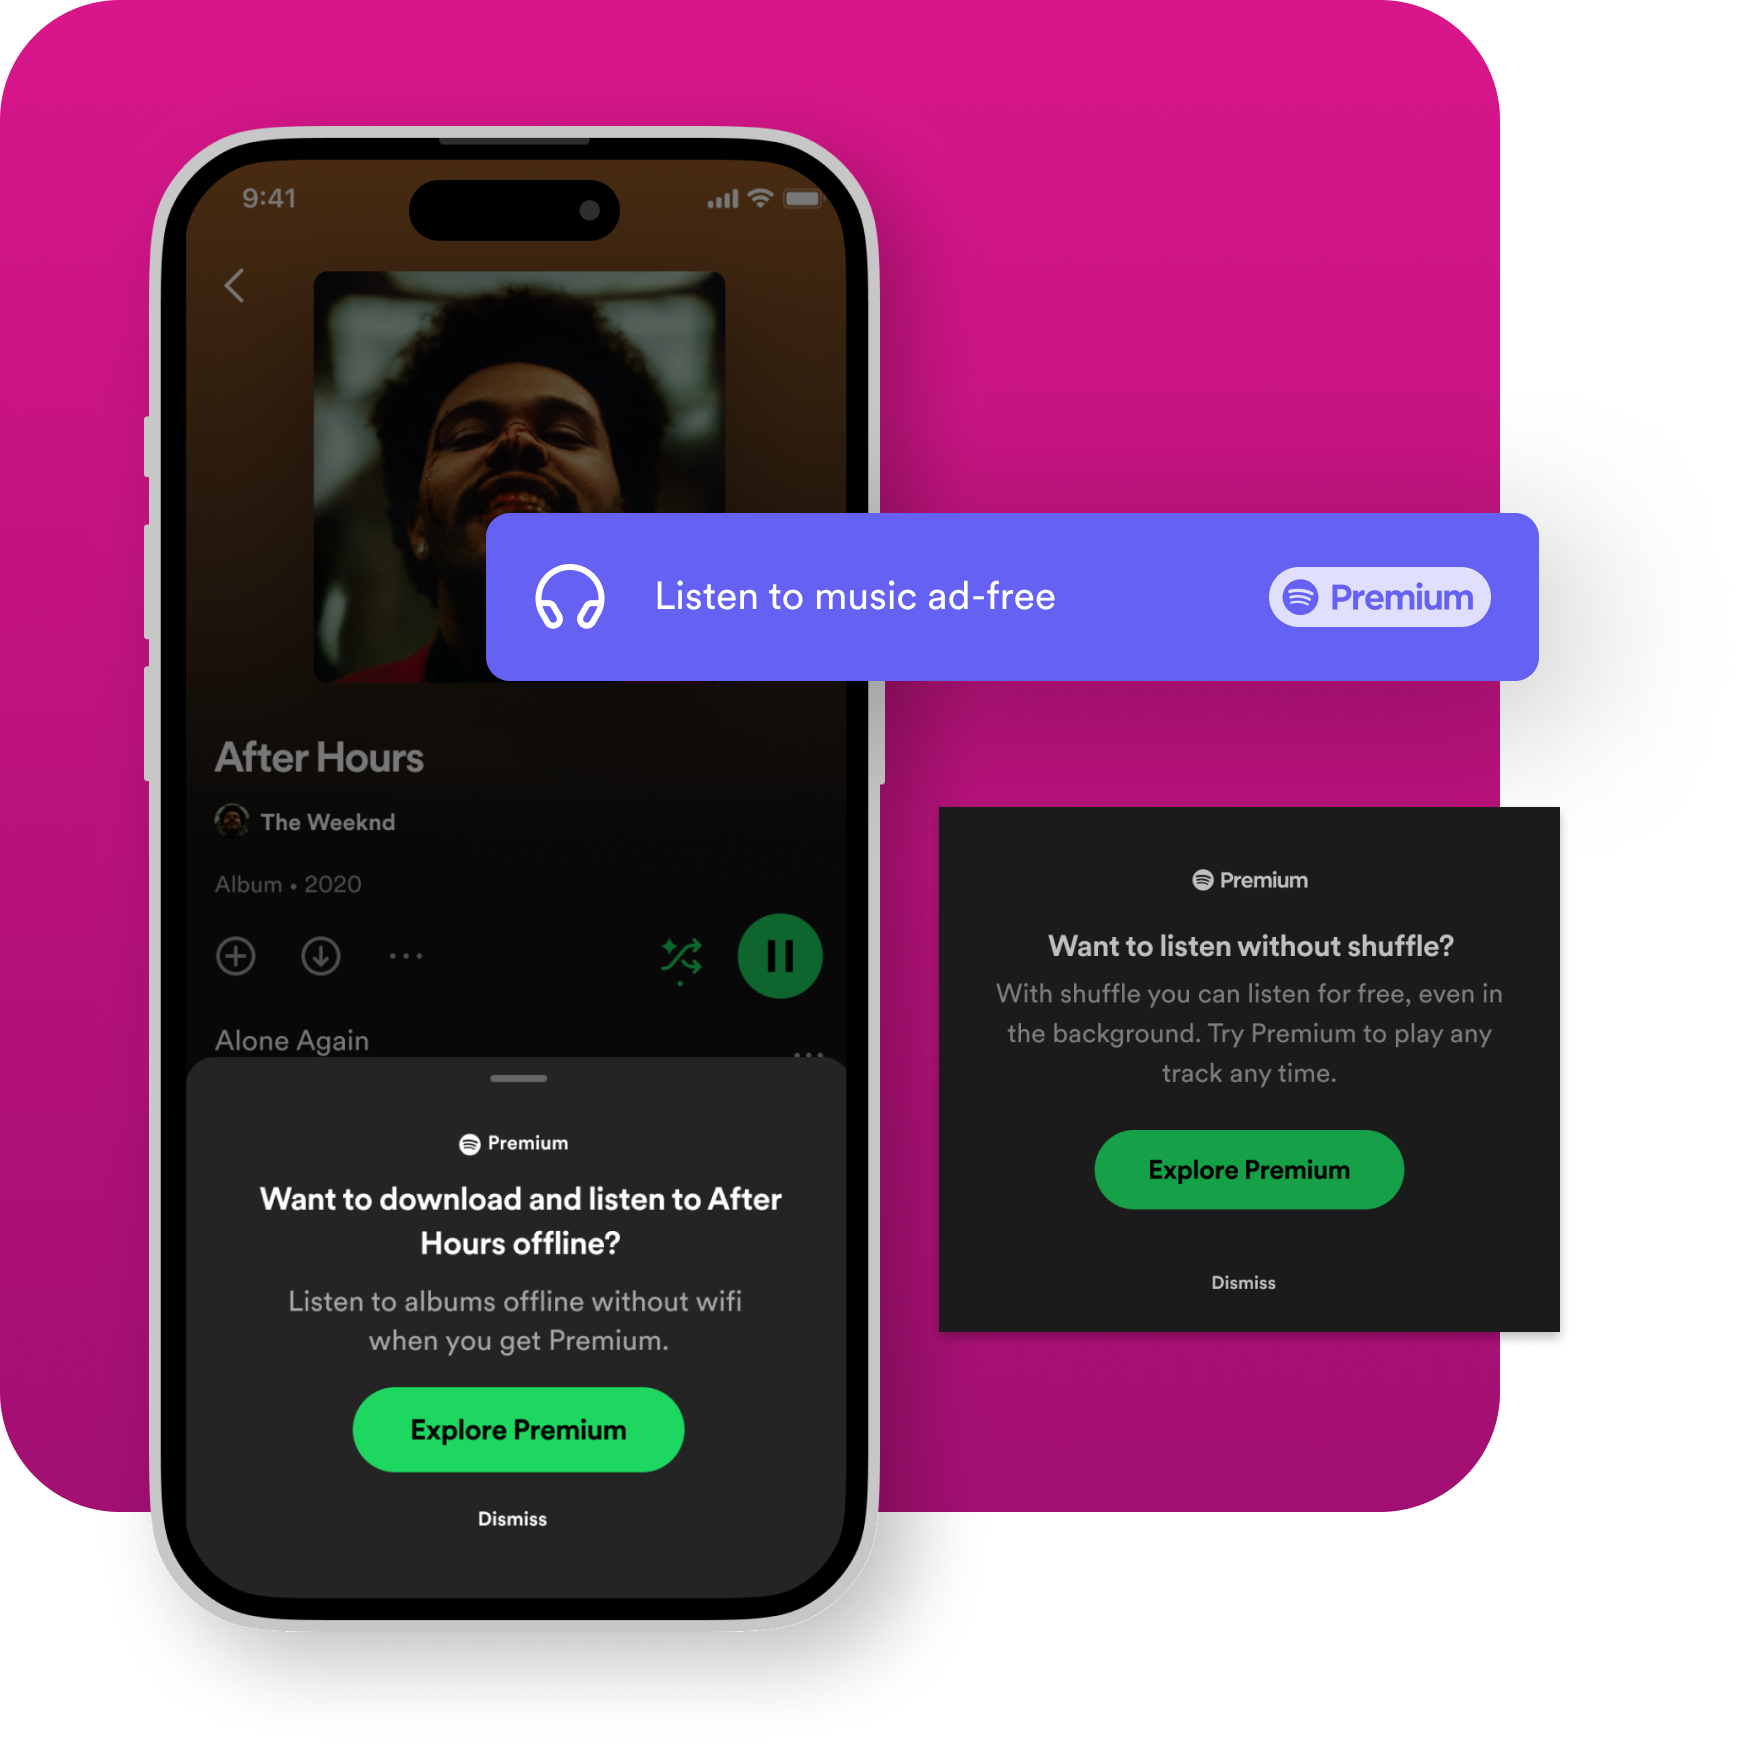 9:41
Listen to music ad-free
Premium
After Hours
The Weeknd
Album • 2020
Alone Again
Premium
Want to download and listen to After
Hours offline?
Listen to albums offline without wifi
when you get Premium.
Explore Premium
Dismiss
Premium
Want to listen without shuffle?
With shuffle you can listen for free, even in
the background. Try Premium to play any
track any time.
Explore Premium
Dismiss